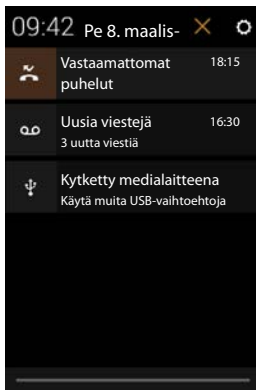 09:42 Pe 8. maalis-
Vastaamattomat 18:15
puhelut
Uusia viestejä 16:30
3 uutta viestiä
Kytketty medialaitteena
Käytä muita USB-vaihtoehtoja